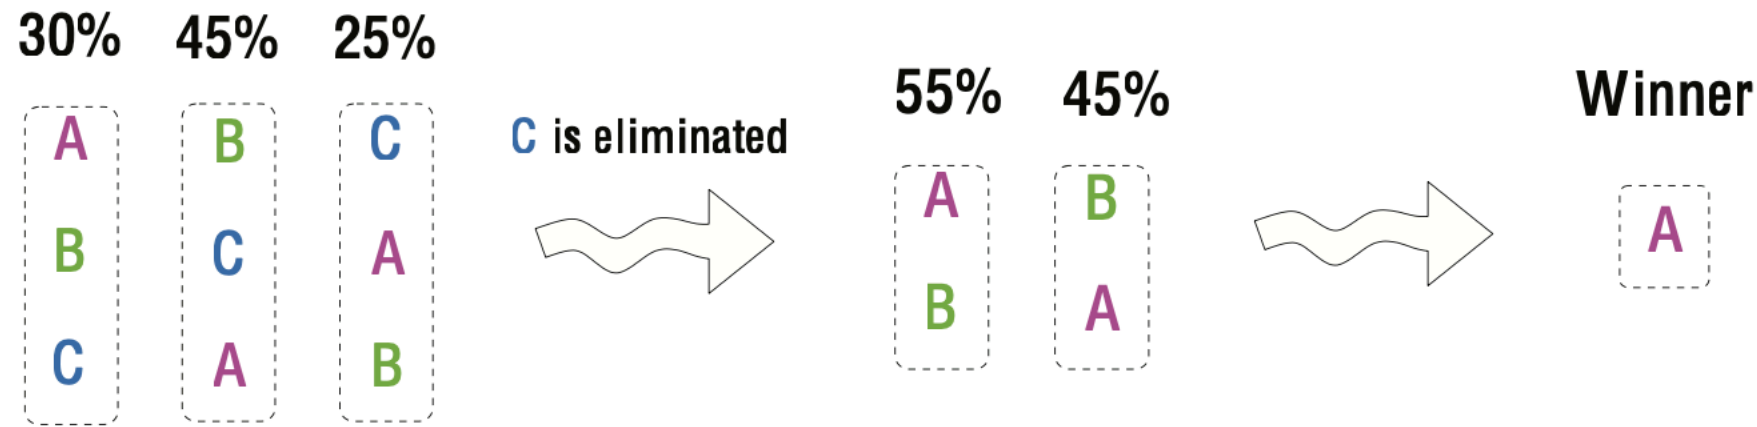 30% 45% 25%
A B C
B C A
C A B
C is eliminated
55% 45%
A B
B A
Winner
A